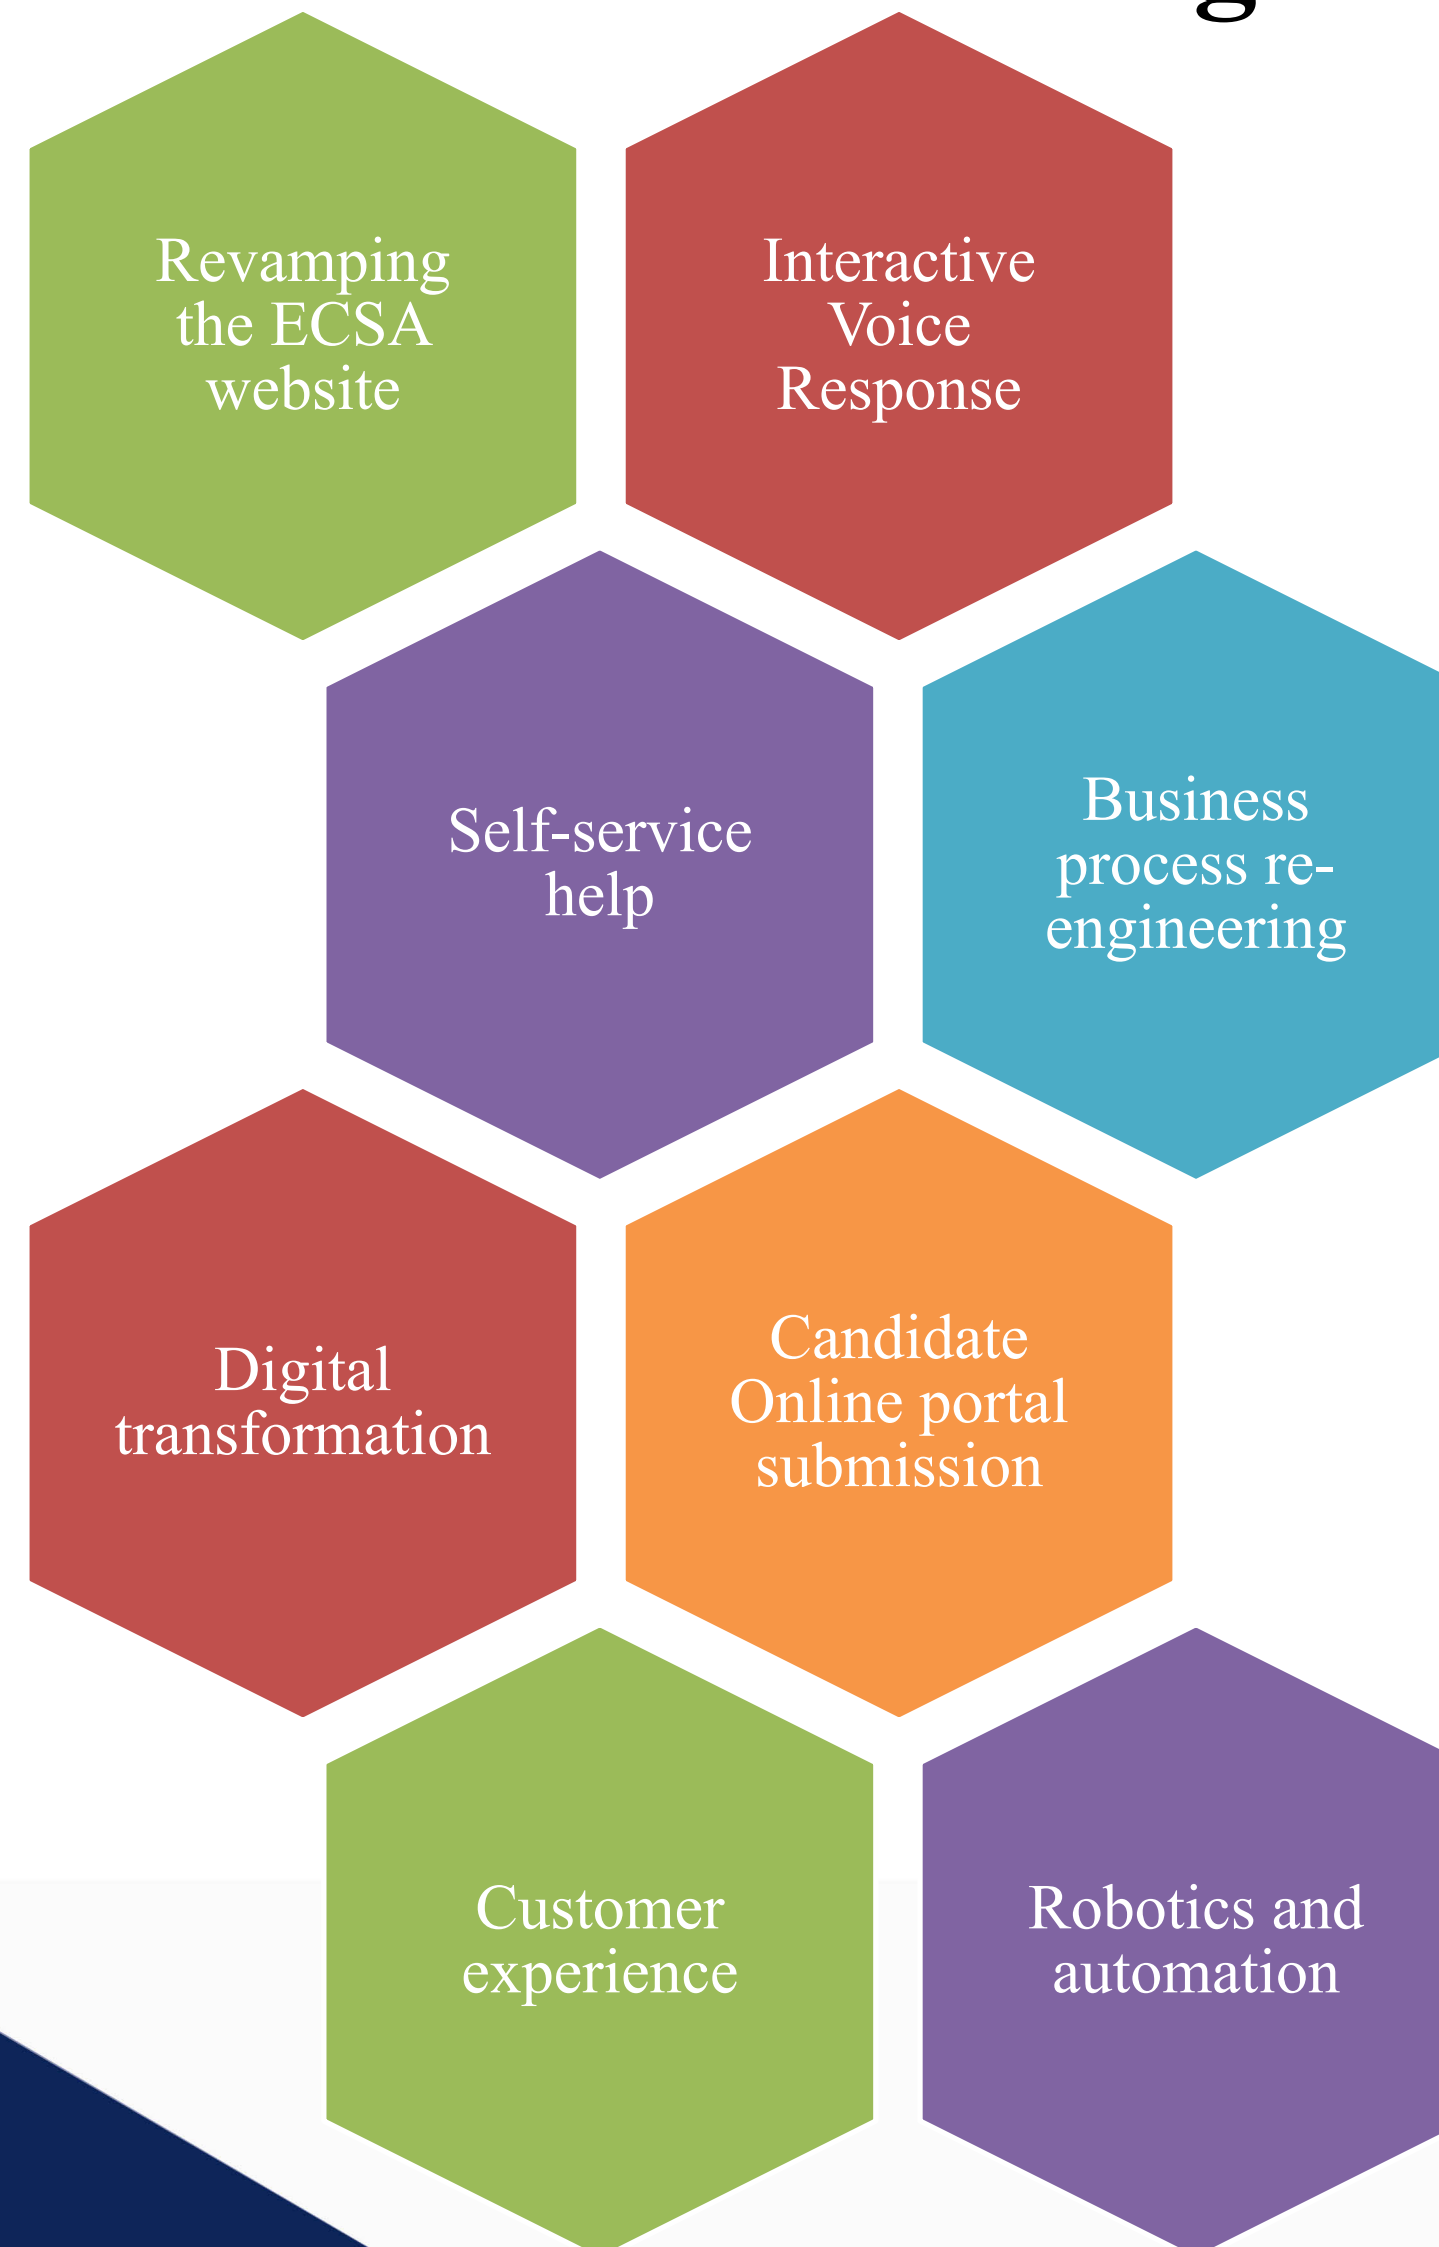 Revamping
the ECSA
website
Interactive
Voice
Response
Self-service
help
Business
process re-
engineering
Digital
transformation
Candidate
Online portal
submission
Customer
experience
Robotics and
automation